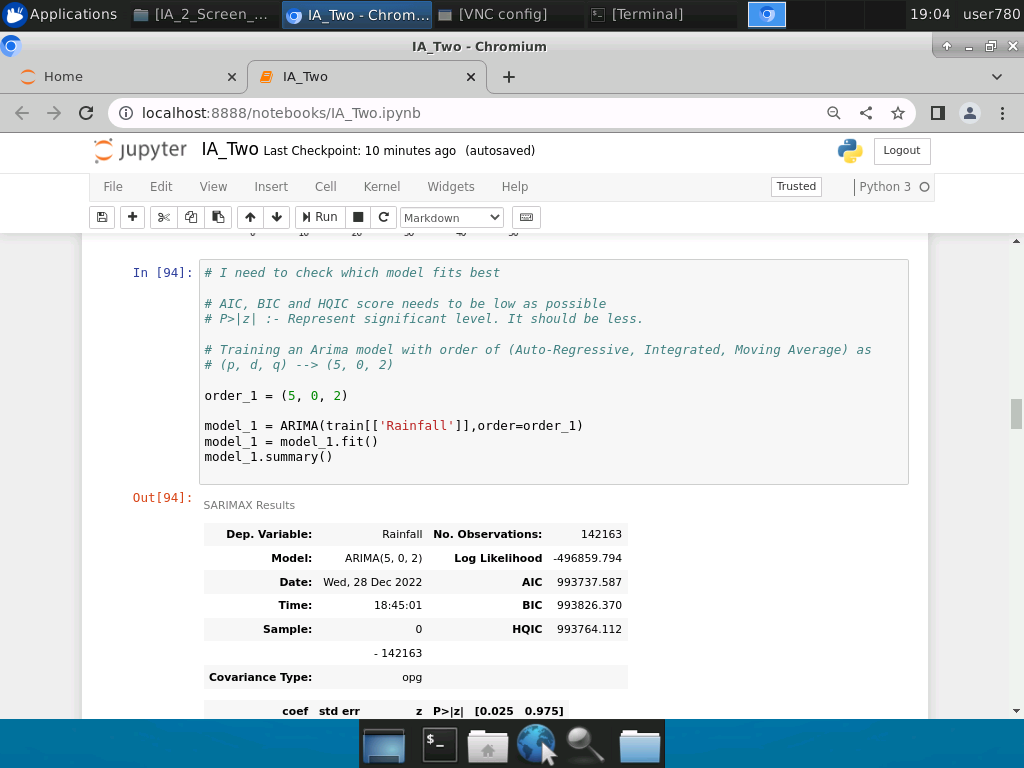 Applications [IA_2_Screen_... IA_Two - Chrom... [VNC config] [Terminal] 19:04 user780
IA_Two - Chromium
Home IA_Two
localhost:8888/notebooks/IA_Two.ipynb
jupyter IA_Two Last Checkpoint: 10 minutes ago (autosaved) Logout
File Edit View Insert Cell Kernel Widgets Help Trusted Python 3
Run Markdown
In [94]: # I need to check which model fits best
# AIC, BIC and HQIC score needs to be low as possible
# P>|z| :- Represent significant level. It should be less.
# Training an Arima model with order of (Auto-Regressive, Integrated, Moving Average) as
# (p, d, q) --> (5, 0, 2)
order_1 = (5, 0, 2)
model_1 = ARIMA(train[['Rainfall']],order=order_1)
model_1 = model_1.fit()
model_1.summary()
Out[94]:
SARIMAX Results
Dep. Variable: Rainfall No. Observations: 142163
Model: ARIMA(5, 0, 2) Log Likelihood -496859.794
Date: Wed, 28 Dec 2022 AIC 993737.587
Time: 18:45:01 BIC 993826.370
Sample: 0 HQIC 993764.112
- 142163
Covariance Type: opg
coef std err z P>|z| [0.025 0.975]
$_